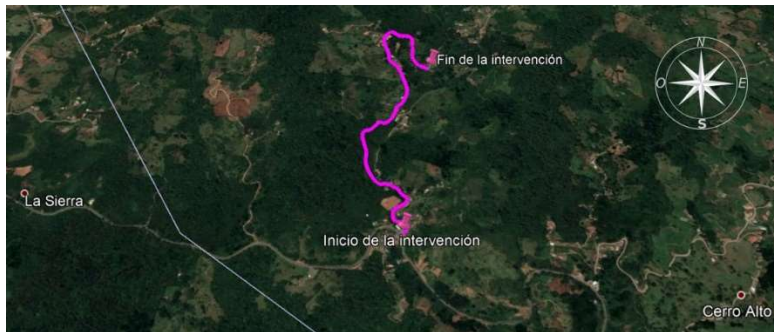 N
Fin de la intervención
O
E
S
La Sierra
Inicio de la intervención
Cerro Alto